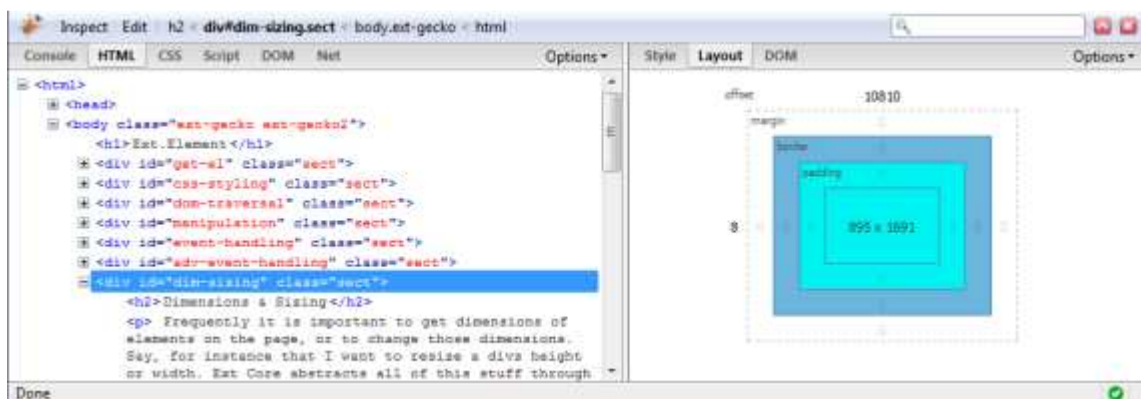 Inspect Edit h2 < div#dim-sizing.sect < body.ext-gecko < html
Console HTML CSS Script DOM Net Options
Style Layout DOM Options
<html>
<head>
<body class="ext-gecko ext-gecko2">
<h1>Ext.Element</h1>
<div id="get-el" class="sect">
<div id="css-styling" class="sect">
<div id="dom-traversal" class="sect">
<div id="manipulation" class="sect">
<div id="event-handling" class="sect">
<div id="adv-event-handling" class="sect">
<div id="dim-sizing" class="sect">
<h2>Dimensions & Sizing</h2>
<p> Frequently it is important to get dimensions of
elements on the page, or to change those dimensions.
Say, for instance that I want to resize a divs height
or width. Ext Core abstracts all of this stuff through
offset 10810
margin
border
padding
8 895 x 1691
Done